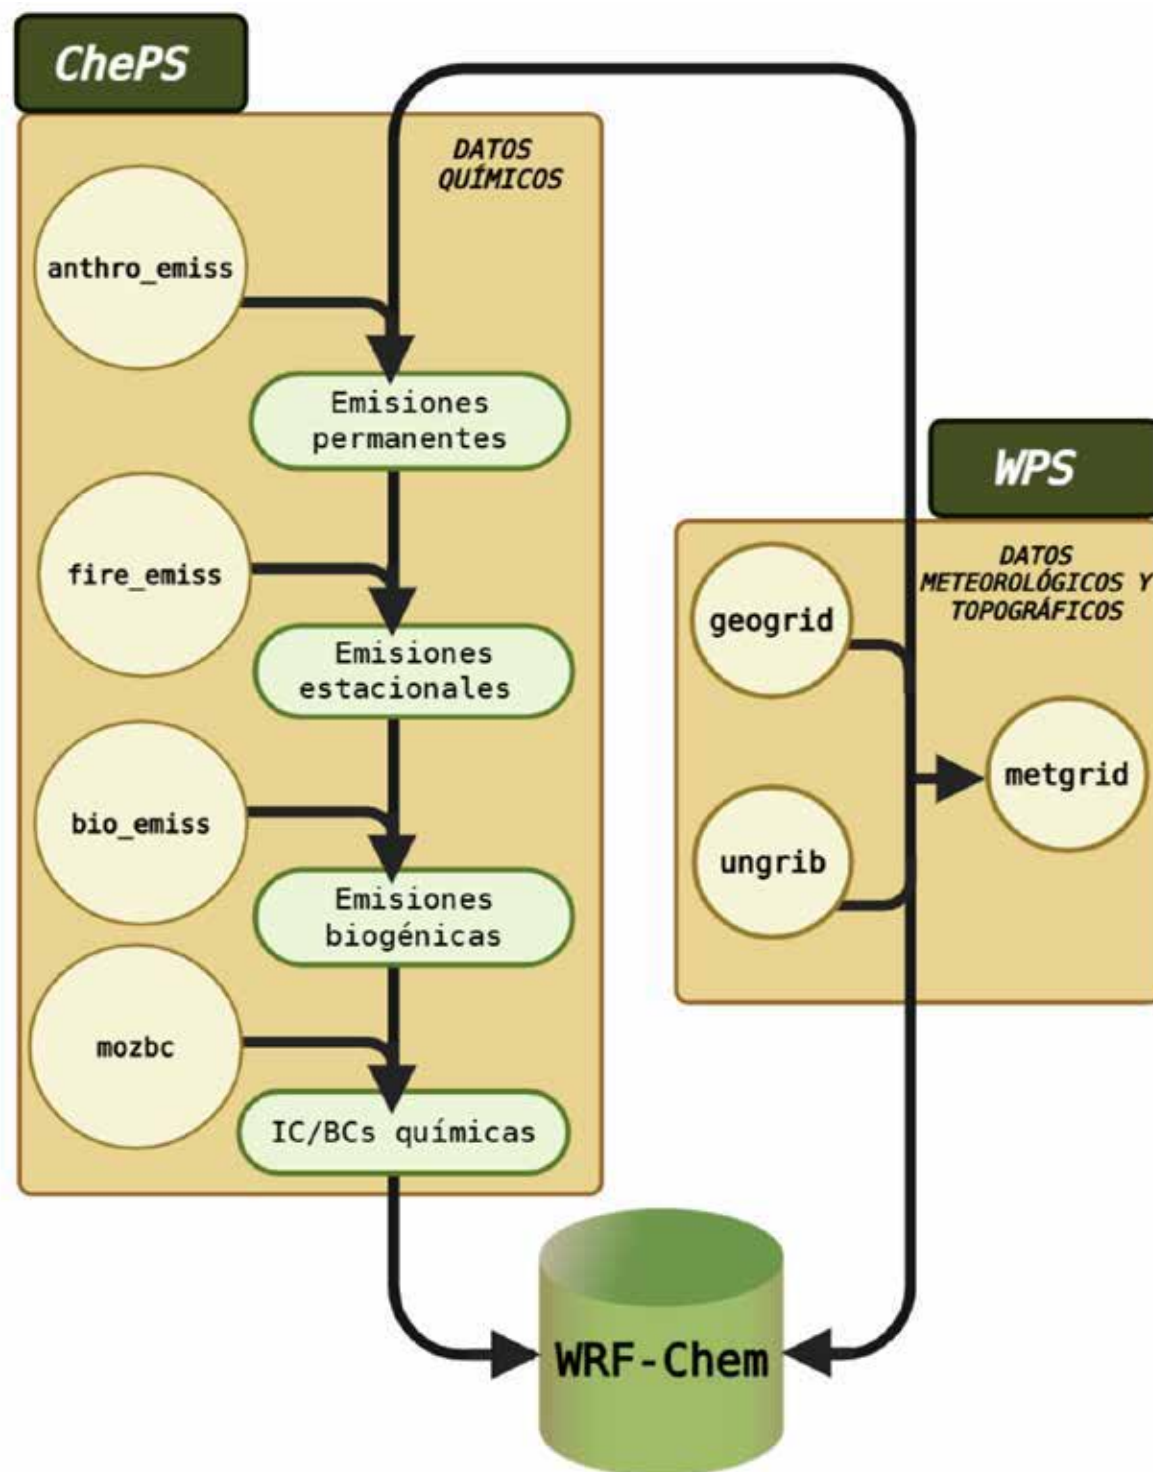 ChePS
DATOS
QUÍMICOS
anthro_emiss
Emisiones
permanentes
fire_emiss
Emisiones
estacionales
bio_emiss
Emisiones
biogénicas
mozbc
IC/BCs químicas
WPS
DATOS
METEOROLÓGICOS Y
TOPOGRÁFICOS
geogrid
metgrid
ungrib
WRF-Chem